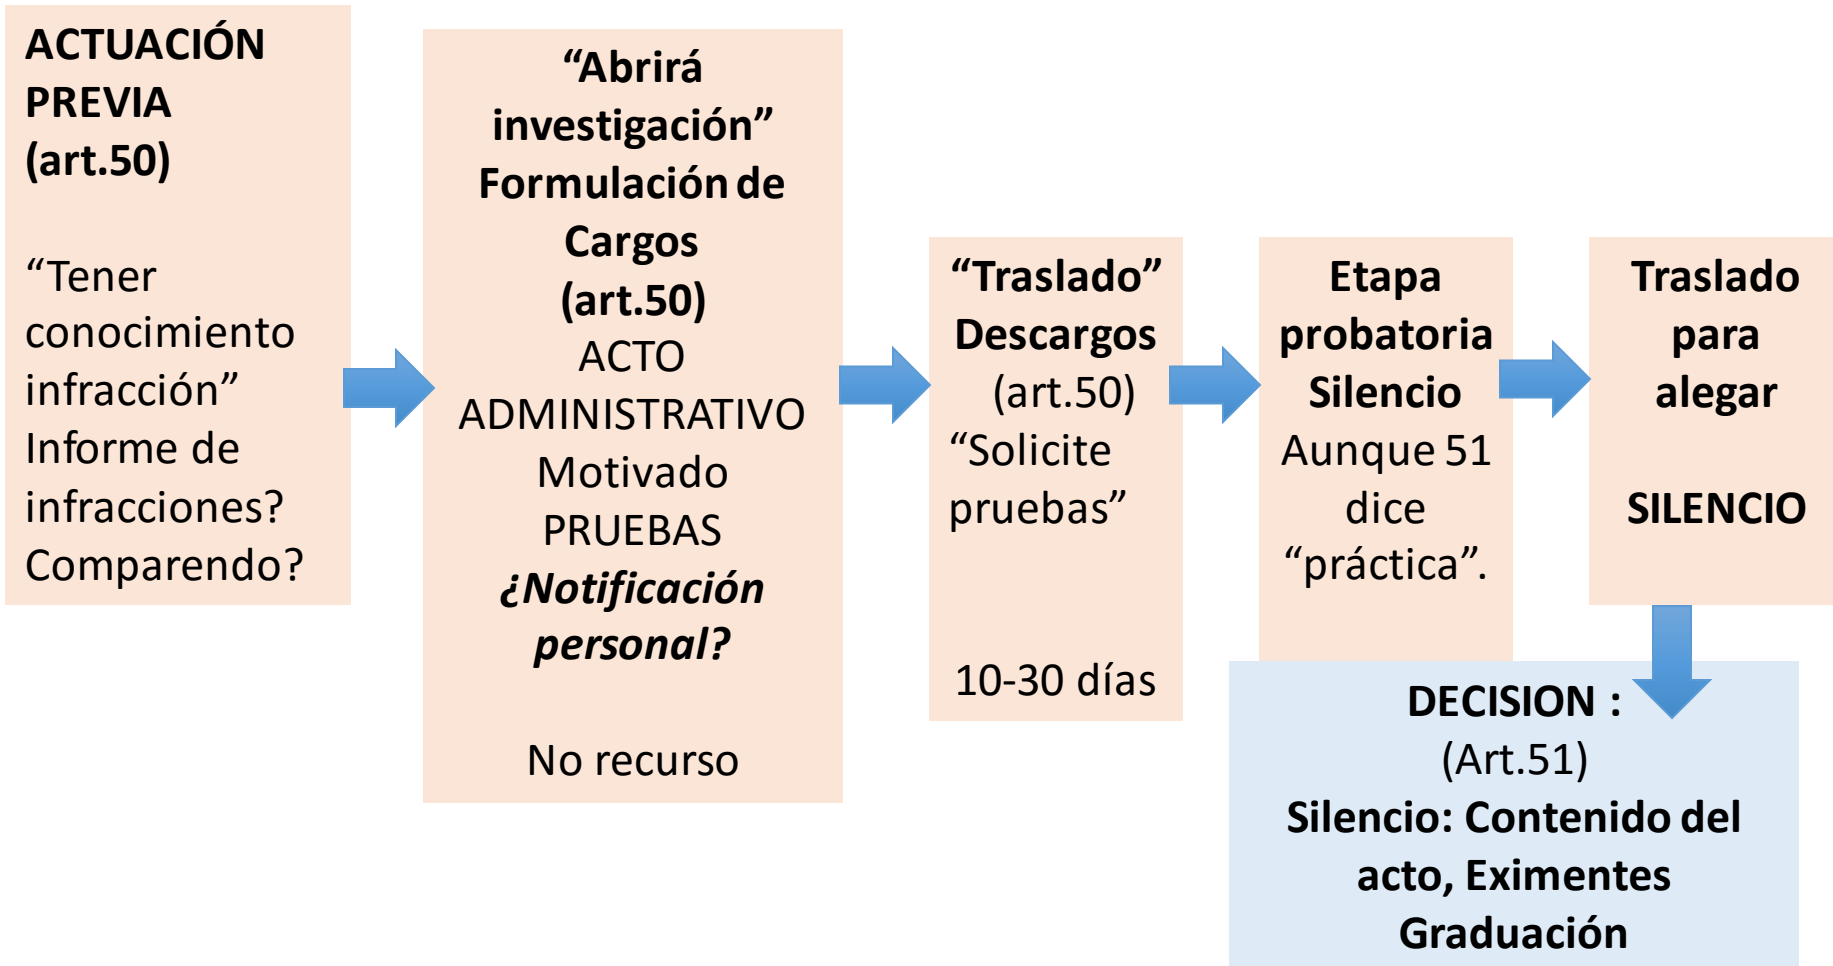 ACTUACIÓN
PREVIA
(art.50)
“Tener
conocimiento
infracción”
Informe de
infracciones?
Comparendo?
“Abrirá
investigación”
Formulación de
Cargos
(art.50)
ACTO
ADMINISTRATIVO
Motivado
PRUEBAS
¿Notificación
personal?
No recurso
“Traslado”
Descargos
(art.50)
“Solicite
pruebas”
10-30 días
Etapa
probatoria
Silencio
Aunque 51
dice
“práctica”.
Traslado
para
alegar
SILENCIO
DECISION :
(Art.51)
Silencio: Contenido del
acto, Eximentes
Graduación